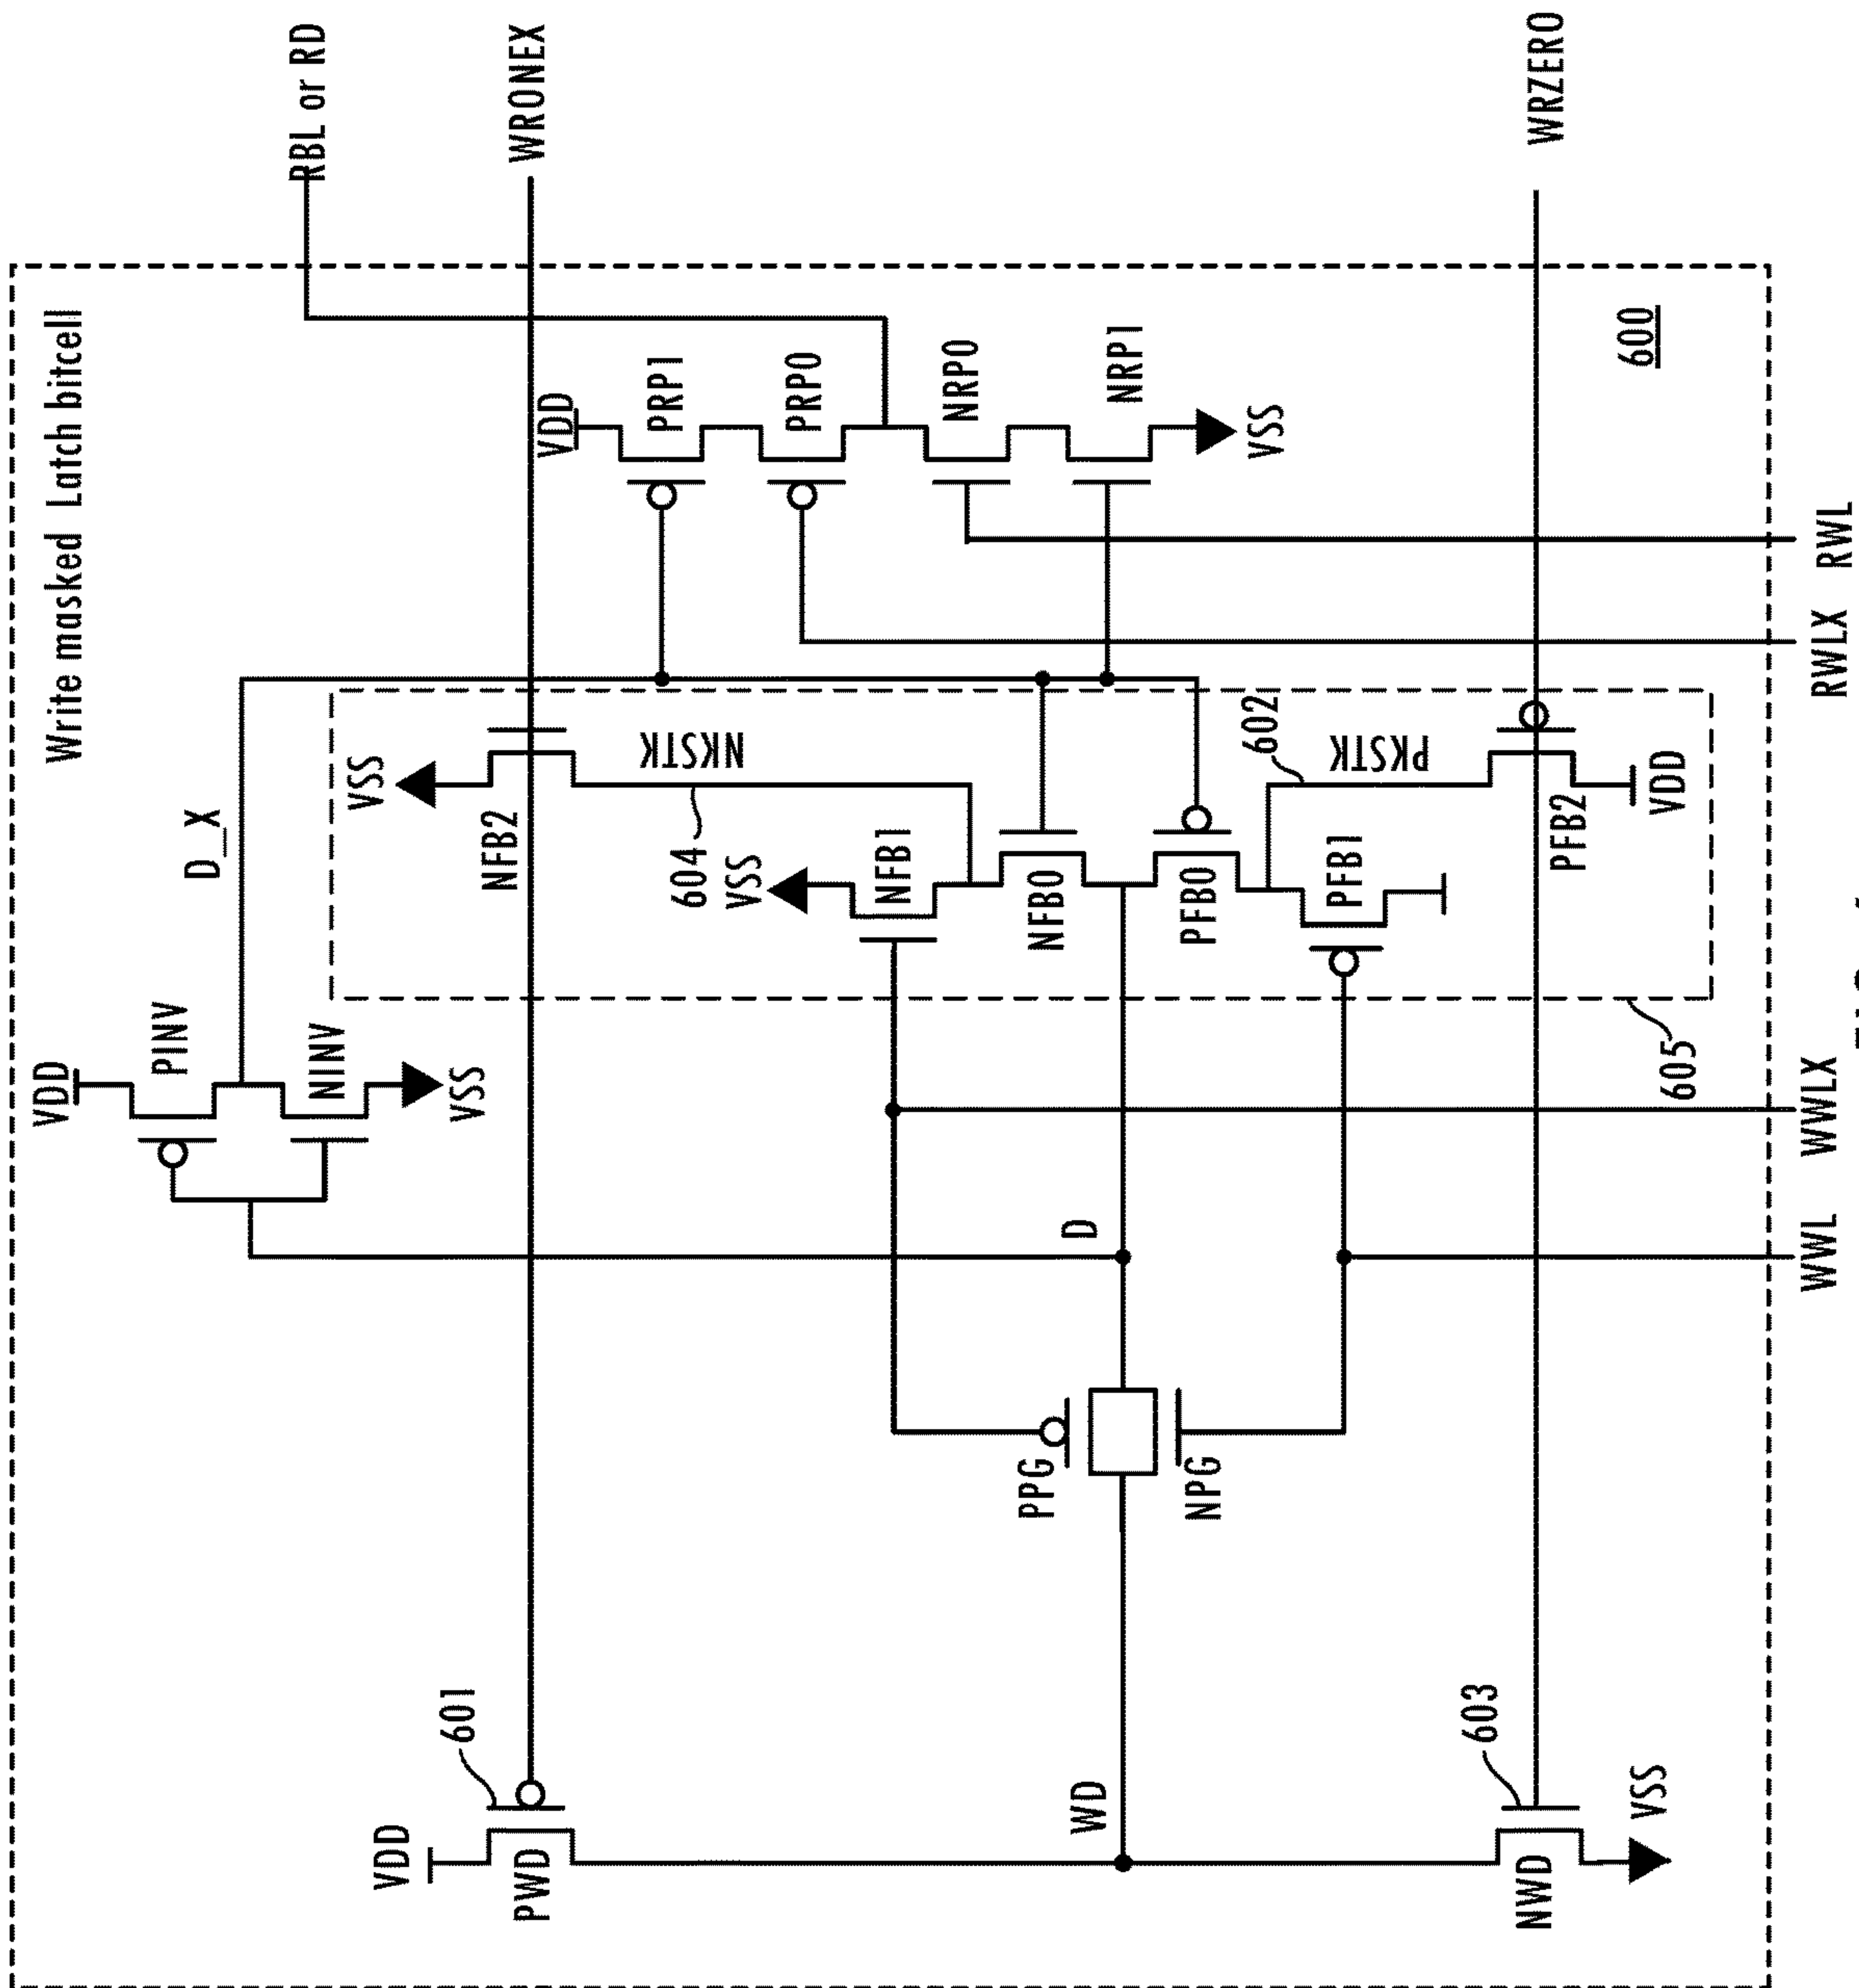 Write masked Latch bitcell
RBL or RD
WRONEX
WRZERO
VDD
PINV
NINV
VSS
D_X
VDD
PRP1
PRP0
NRP0
NRP1
VSS
600
VSS
NFB2
NKSTK
604
VSS
NFB1
NFB0
PFB0
PFB1
602
PKSTK
PFB2
VDD
605
D
PPG
NPG
WD
VDD
601
PWD
603
NWD
VSS
WWL
WWLX
RWLX
RWL